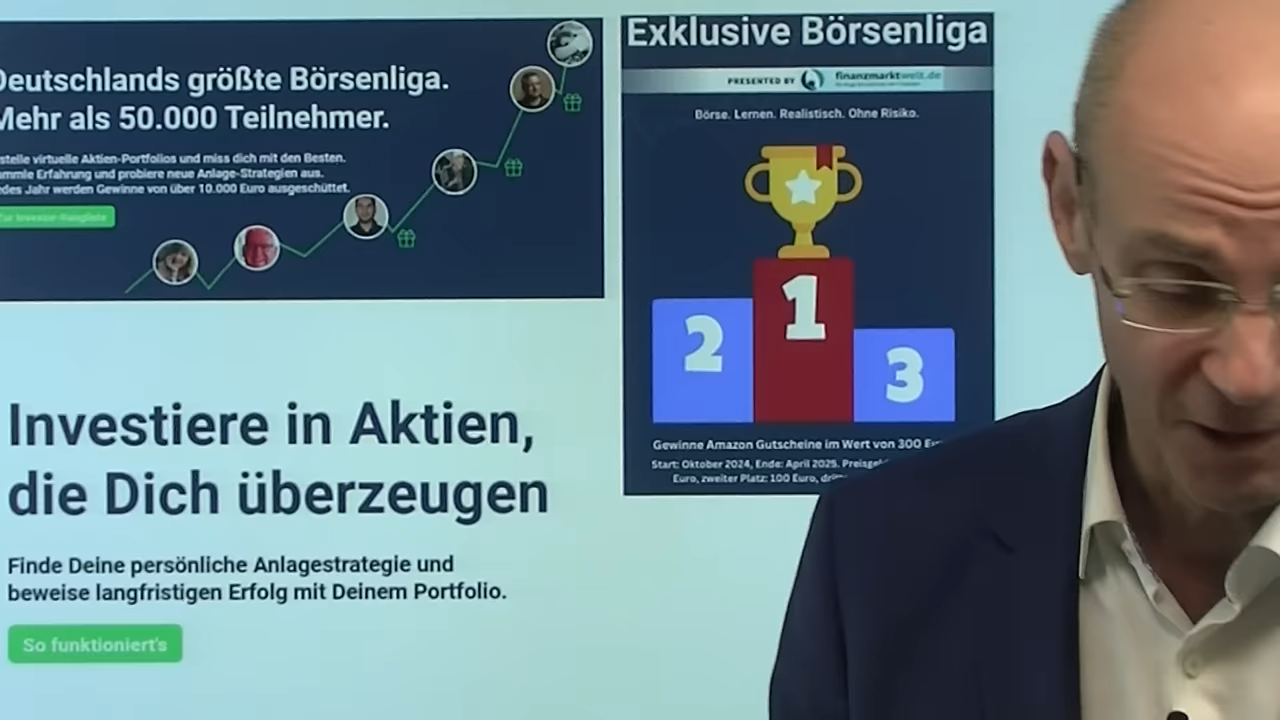 Deutschlands größte Börsenliga.
Mehr als 50.000 Teilnehmer.
stelle virtuelle Aktien-Portfolios und miss dich mit den Besten.
ammle Erfahrung und probiere neue Anlage-Strategien aus.
edes Jahr werden Gewinne von über 10.000 Euro ausgeschüttet.
Zur Investor-Rangliste
Exklusive Börsenliga
PRESENTED BY finanzmarktwelt.de
Börse. Lernen. Realistisch. Ohne Risiko.
1
2
3
Gewinne Amazon Gutscheine im Wert von 300
Start: Oktober 2024, Ende: April 2025.
Euro, zweiter Platz: 100 Euro,
Investiere in Aktien,
die Dich überzeugen
Finde Deine persönliche Anlagestrategie und
beweise langfristigen Erfolg mit Deinem Portfolio.
So funktioniert's